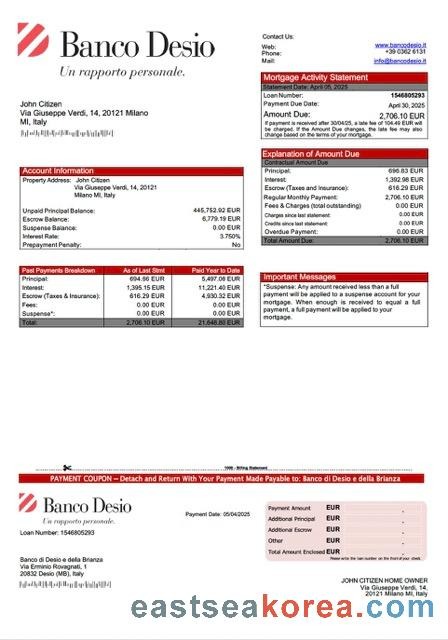 Banco Desio
Un rapporto personale.
Contact Us:
Web: www.bancodesio.it
Phone: +39 0362 6131
Mail: info@bancodesio.it
Mortgage Activity Statement
Statement Date: April 05, 2025
Loan Number: 1546805293
Payment Due Date: April 30, 2025
Amount Due: 2,706.10 EUR
If payment is received after 30/04/25, a late fee of 104.49 EUR will
be charged. If the Amount Due changes, the late fee may also
change based on the terms of your mortgage.
John Citizen
Via Giuseppe Verdi, 14, 20121 Milano
MI, Italy
Explanation of Amount Due
Contractual Amount Due
Principal: 696.83 EUR
Interest: 1,392.98 EUR
Escrow (Taxes and Insurance): 616.29 EUR
Regular Monthly Payment: 2,706.10 EUR
Fees & Charges (total outstanding) 0.00 EUR
Charges since last statement: 0.00 EUR
Credits since last statement: 0.00 EUR
Overdue Payment: 0.00 EUR
Total Amount Due: 2,706.10 EUR
Account Information
Property Address: John Citizen
Via Giuseppe Verdi, 14, 20121
Milano MI, Italy
Unpaid Principal Balance: 445,752.92 EUR
Escrow Balance: 6,779.19 EUR
Suspense Balance: 0.00 EUR
Interest Rate: 3.750%
Prepayment Penalty: No
Past Payments Breakdown As of Last Stmt Paid Year to Date
Principal: 694.66 EUR 5,497.06 EUR
Interest: 1,395.15 EUR 11,221.40 EUR
Escrow (Taxes & Insurance): 616.29 EUR 4,930.32 EUR
Fees: 0.00 EUR 0.00 EUR
Suspense*: 0.00 EUR 0.00 EUR
Total: 2,706.10 EUR 21,648.80 EUR
Important Messages
*Suspense: Any amount received less than a full
payment will be applied to a suspense account for your
mortgage. When enough is received to equal a full
payment, a full payment will be applied to your
mortgage.
1098 - Billing Statement
PAYMENT COUPON – Detach and Return With Your Payment Made Payable to: Banco di Desio e della Brianza
Banco Desio
Un rapporto personale.
Loan Number: 1546805293
Payment Date: 05/04/2025
Payment Amount EUR .
Additional Principal EUR .
Additional Escrow EUR .
Other EUR .
Total Amount Enclosed EUR .
Please write the loan number on the front of your check.
Banco di Desio e della Brianza
Via Erminio Rovagnati, 1
20832 Desio (MB), Italy
JOHN CITIZEN HOME OWNER
Via Giuseppe Verdi, 14,
20121 Milano MI, Italy
eastseakorea.com